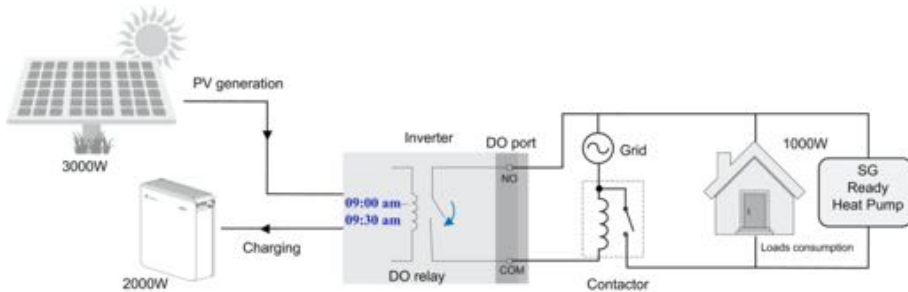 PV generation
3000W
Inverter
DO port
NO
Grid
1000W
SG
Ready
Heat Pump
09:00 am
09:30 am
Charging
2000W
DO relay
COM
Contactor
Loads consumption